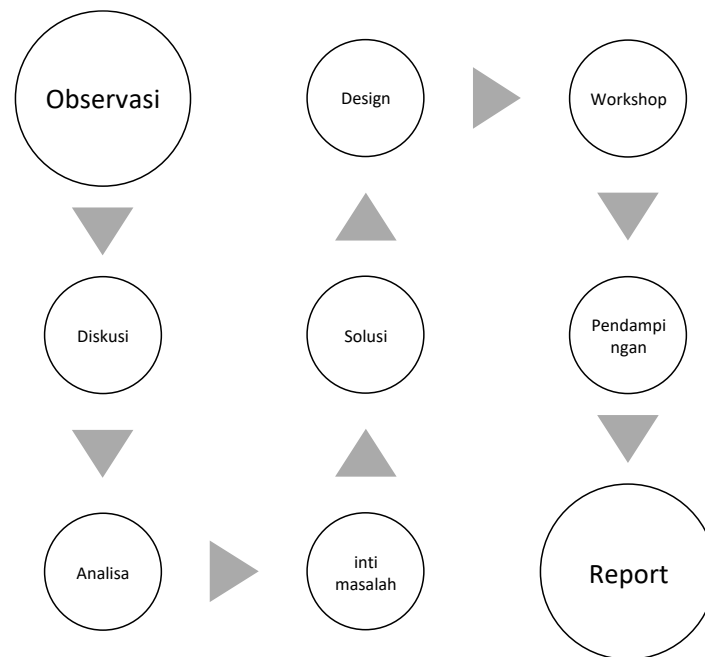 Observasi
Diskusi
Analisa
inti
masalah
Solusi
Design
Workshop
Pendampi
ngan
Report